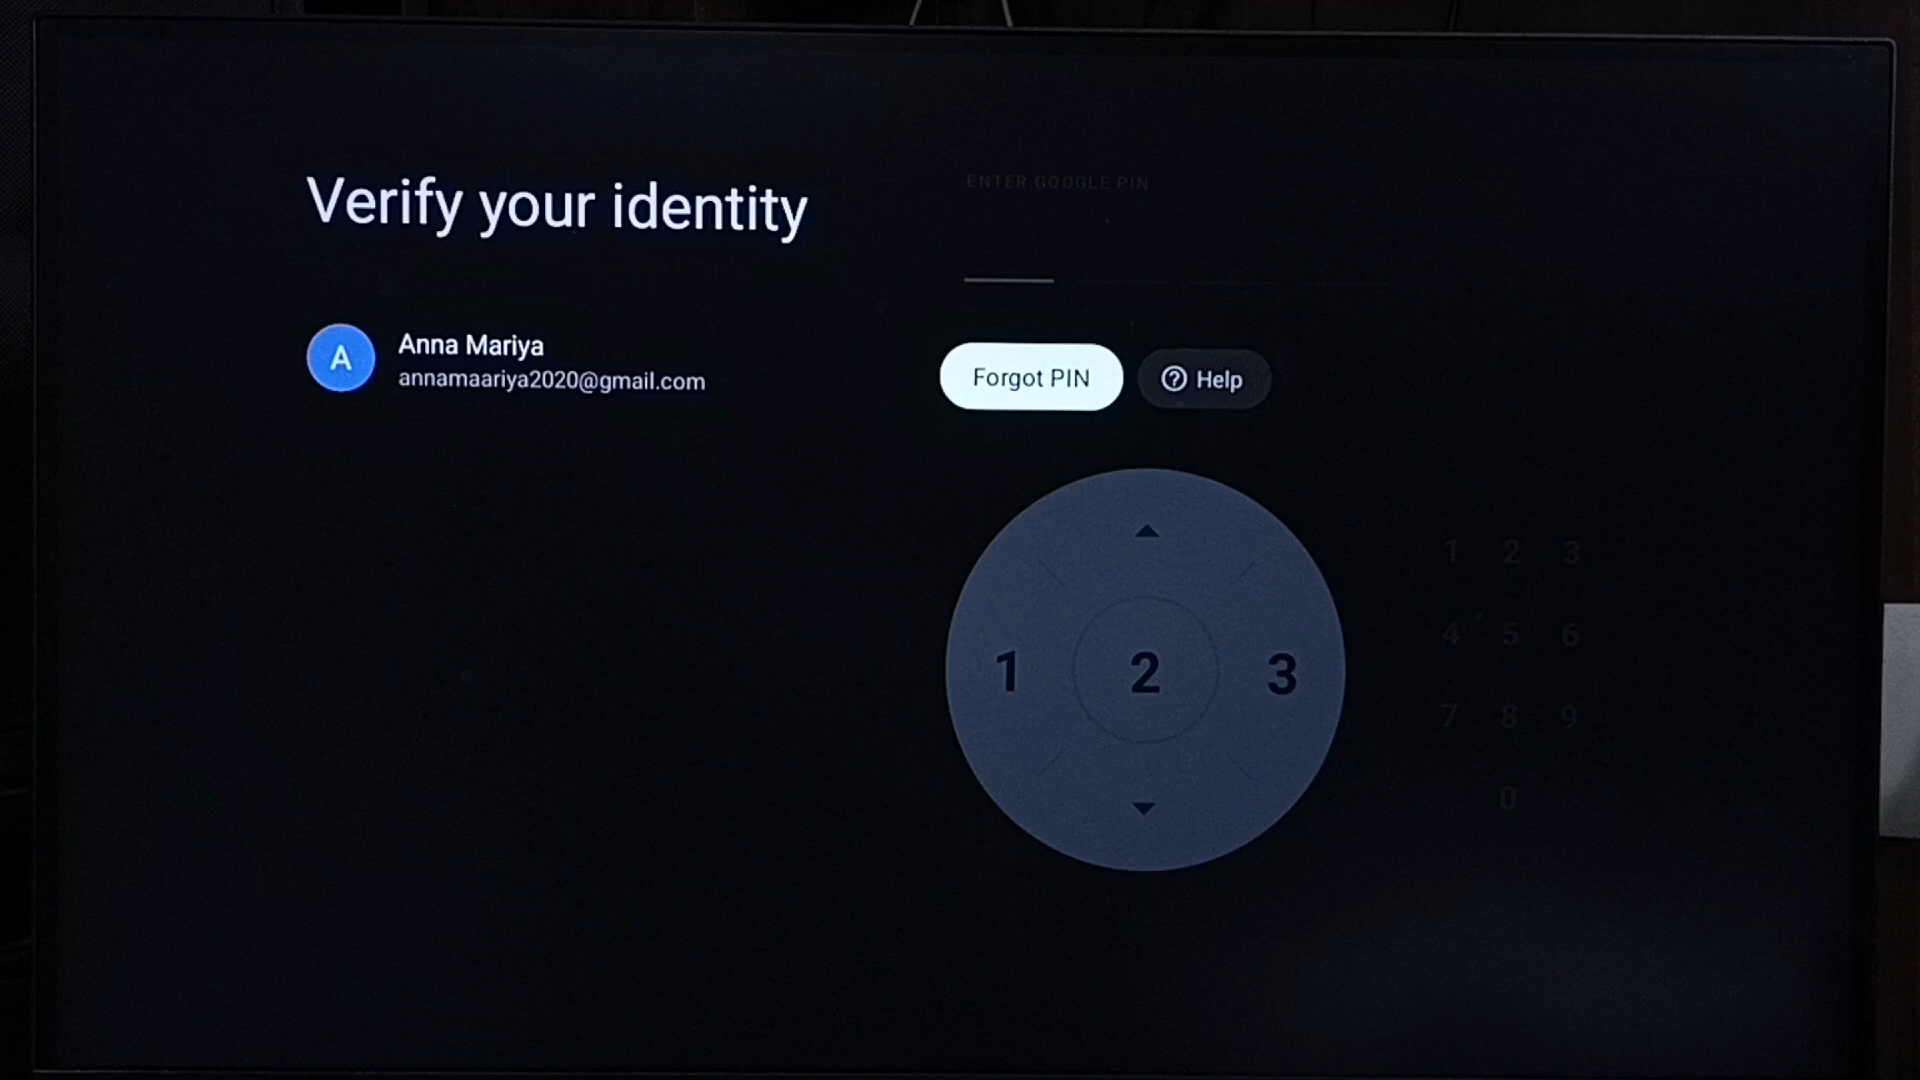 Verify your identity
A
Anna Mariya
annamaariya2020@gmail.com
ENTER GOOGLE PIN
Forgot PIN
? Help
1 2 3
1 2 3
4 5 6
7 8 9
0